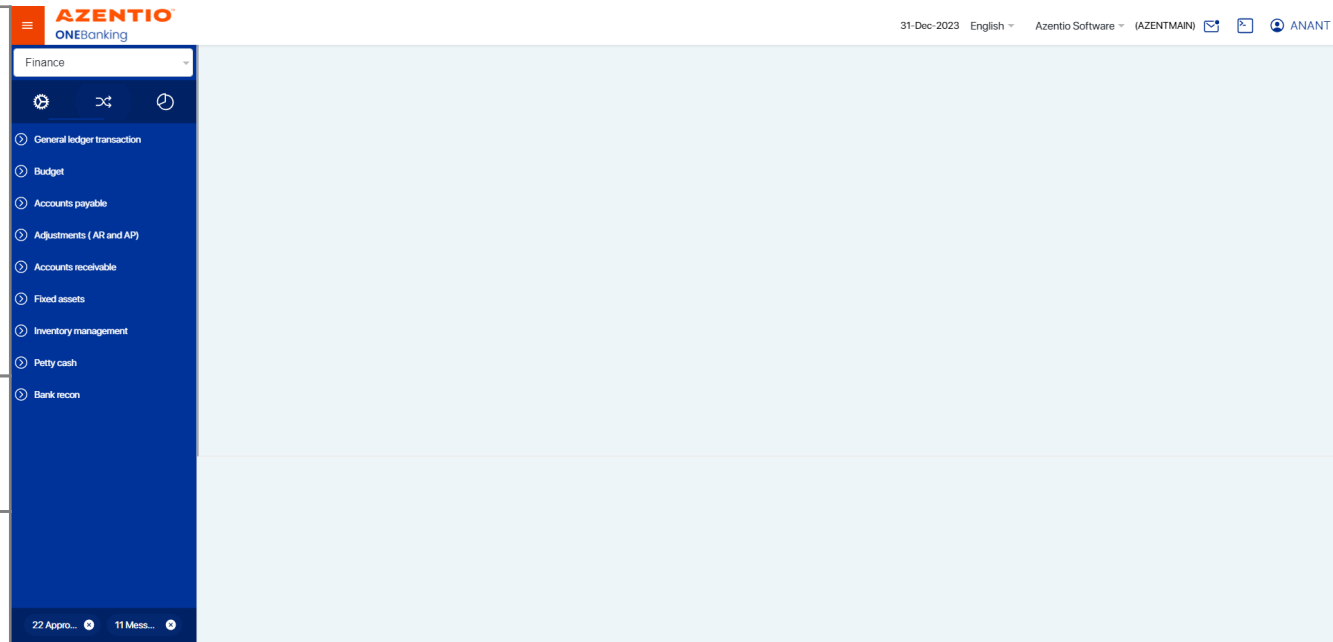 AZENTIO™
ONEBanking
31-Dec-2023 English Azentio Software (AZENTMAIN) ANANT
Finance
General ledger transaction
Budget
Accounts payable
Adjustments ( AR and AP)
Accounts receivable
Fixed assets
Inventory management
Petty cash
Bank recon
22 Appro... 11 Mess...